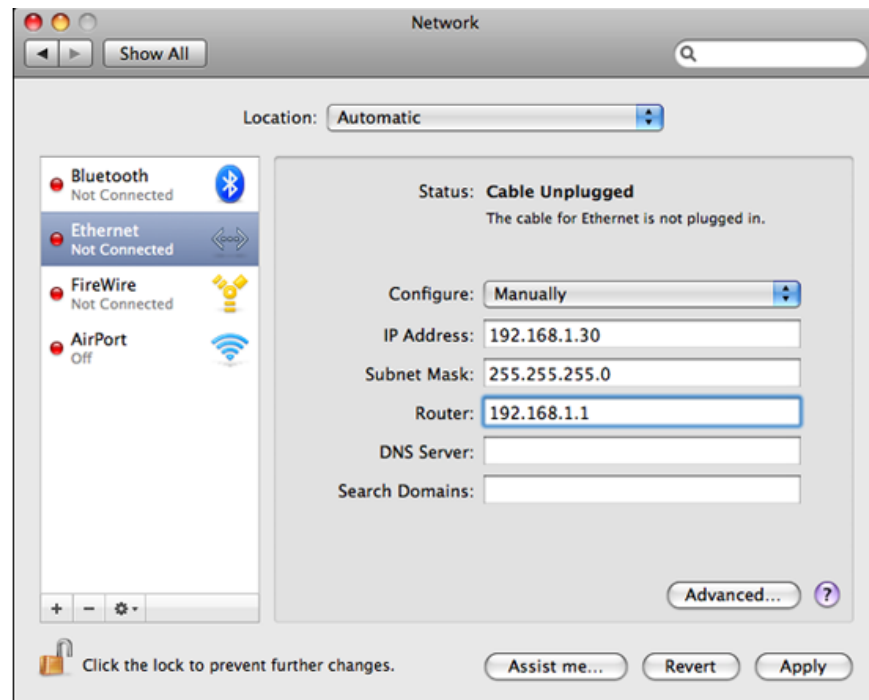 Network
Show All
Location: Automatic
Bluetooth
Not Connected
Ethernet
Not Connected
FireWire
Not Connected
AirPort
Off
Status: Cable Unplugged
The cable for Ethernet is not plugged in.
Configure: Manually
IP Address: 192.168.1.30
Subnet Mask: 255.255.255.0
Router: 192.168.1.1
DNS Server:
Search Domains:
Advanced... ?
Click the lock to prevent further changes.
Assist me... Revert Apply